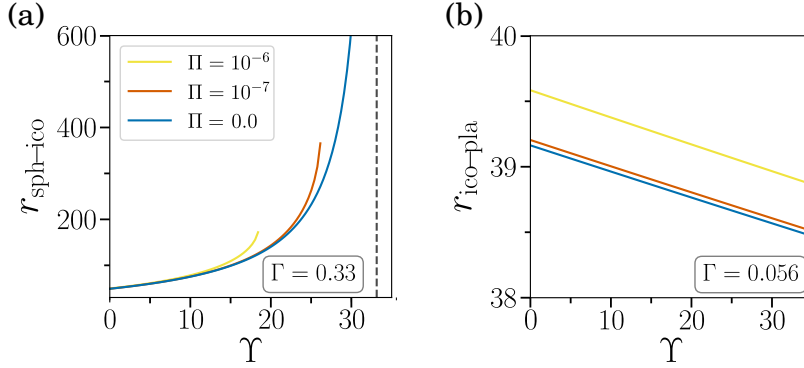 (a)
600
400
200
r_sph–ico
Π = 10⁻⁶
Π = 10⁻⁷
Π = 0.0
Γ = 0.33
0 10 20 30
Υ
(b)
40
39
38
r_ico–pla
Γ = 0.056
0 10 20 30
Υ